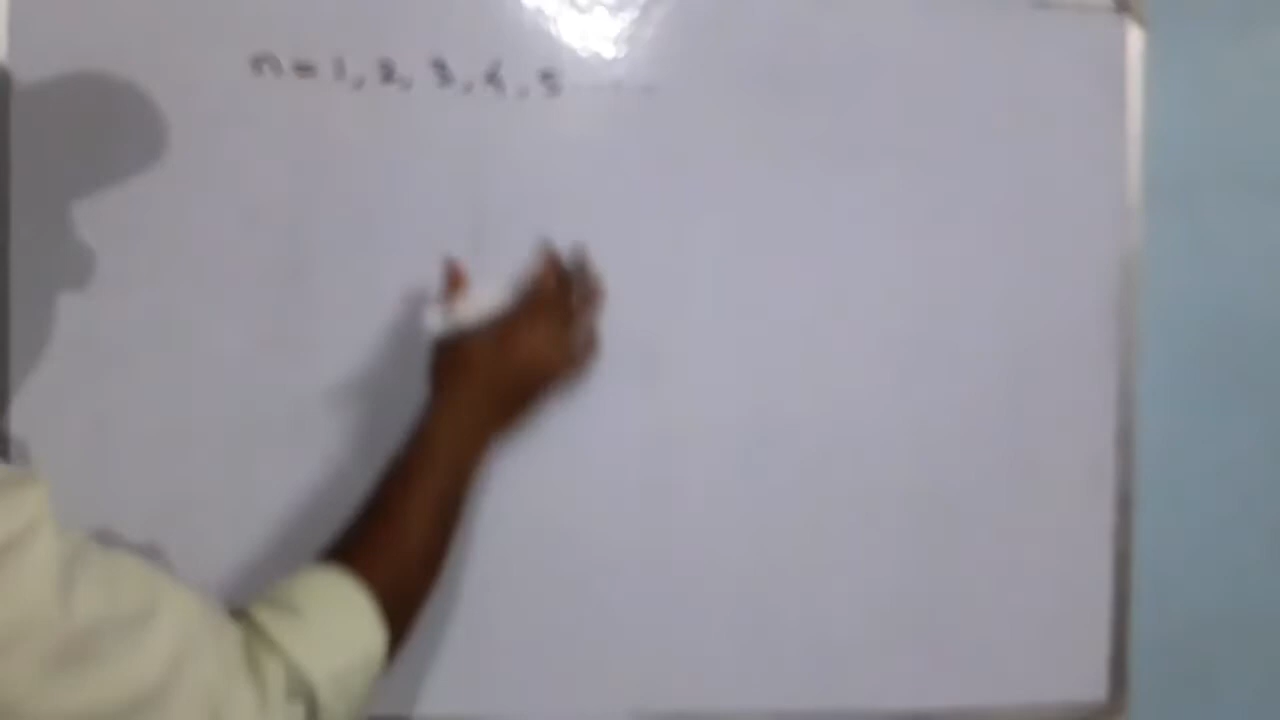 n = 1, 2, 3, 4, 5 ------